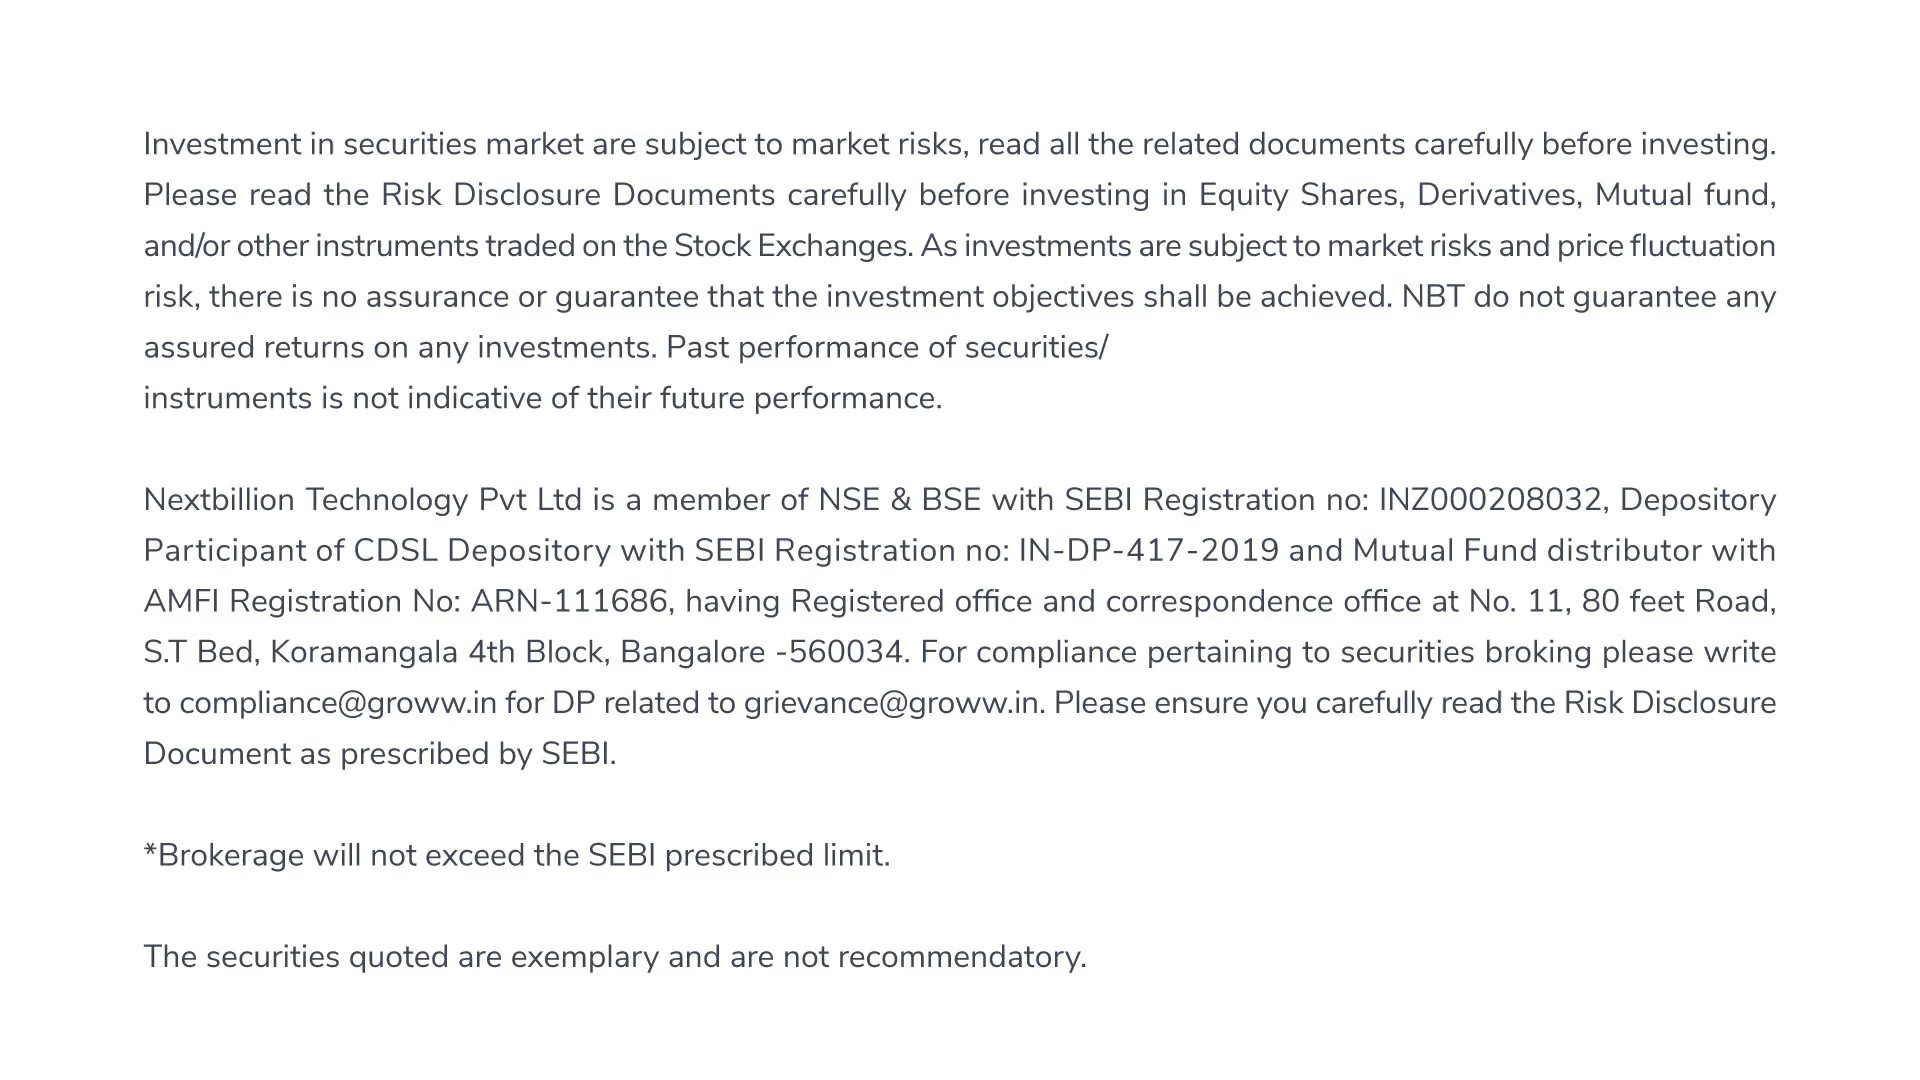 Investment in securities market are subject to market risks, read all the related documents carefully before investing.
Please read the Risk Disclosure Documents carefully before investing in Equity Shares, Derivatives, Mutual fund,
and/or other instruments traded on the Stock Exchanges. As investments are subject to market risks and price fluctuation
risk, there is no assurance or guarantee that the investment objectives shall be achieved. NBT do not guarantee any
assured returns on any investments. Past performance of securities/
instruments is not indicative of their future performance.
Nextbillion Technology Pvt Ltd is a member of NSE & BSE with SEBI Registration no: INZ000208032, Depository
Participant of CDSL Depository with SEBI Registration no: IN-DP-417-2019 and Mutual Fund distributor with
AMFI Registration No: ARN-111686, having Registered office and correspondence office at No. 11, 80 feet Road,
S.T Bed, Koramangala 4th Block, Bangalore -560034. For compliance pertaining to securities broking please write
to compliance@groww.in for DP related to grievance@groww.in. Please ensure you carefully read the Risk Disclosure
Document as prescribed by SEBI.
*Brokerage will not exceed the SEBI prescribed limit.
The securities quoted are exemplary and are not recommendatory.